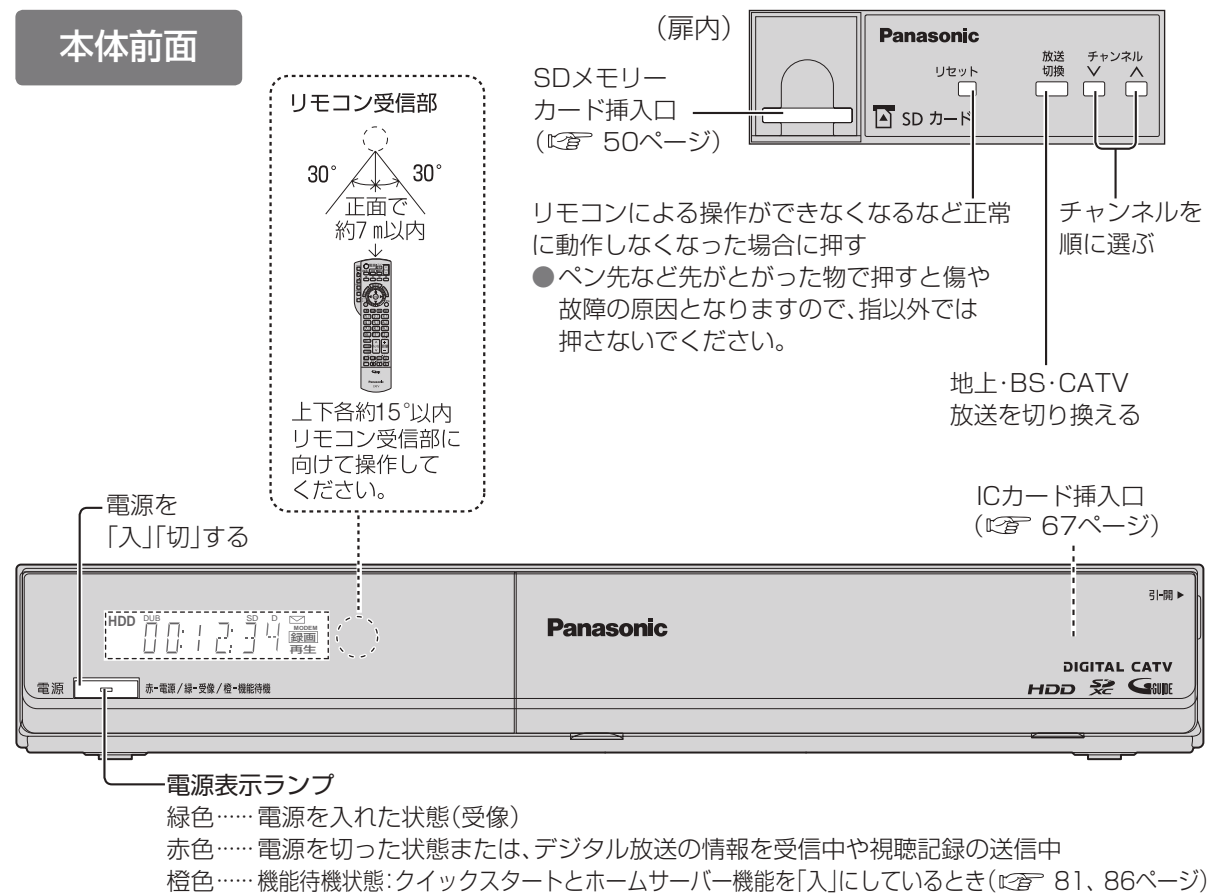 本体前面
(扉内)
SDメモリー
カード挿入口
(☞ 50ページ)
Panasonic
リセット
放送
切換
チャンネル
SD カード
リモコン受信部
30°
30°
正面で
約7 m以内
上下各約15°以内
リモコン受信部に
向けて操作して
ください。
リモコンによる操作ができなくなるなど正常
に動作しなくなった場合に押す
●ペン先など先がとがった物で押すと傷や
故障の原因となりますので、指以外では
押さないでください。
チャンネルを
順に選ぶ
地上・BS・CATV
放送を切り換える
電源を
「入」「切」する
ICカード挿入口
(☞ 67ページ)
HDD DUB SD D
00:12:34
MODEM
録画
再生
Panasonic
引-開▶
電源
赤-電源/緑-受像/橙-機能待機
DIGITAL CATV
HDD SD XC G-GUIDE
電源表示ランプ
緑色……電源を入れた状態(受像)
赤色……電源を切った状態または、デジタル放送の情報を受信中や視聴記録の送信中
橙色……機能待機状態:クイックスタートとホームサーバー機能を「入」にしているとき(☞ 81、86ページ)